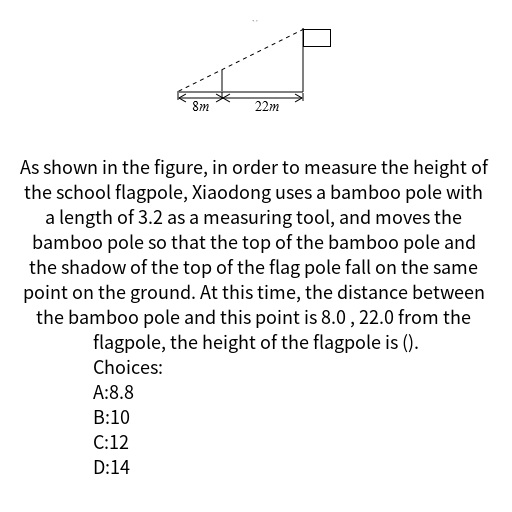 8m 22m
As shown in the figure, in order to measure the height of
the school flagpole, Xiaodong uses a bamboo pole with
a length of 3.2 as a measuring tool, and moves the
bamboo pole so that the top of the bamboo pole and
the shadow of the top of the flag pole fall on the same
point on the ground. At this time, the distance between
the bamboo pole and this point is 8.0 , 22.0 from the
flagpole, the height of the flagpole is ().
Choices:
A:8.8
B:10
C:12
D:14